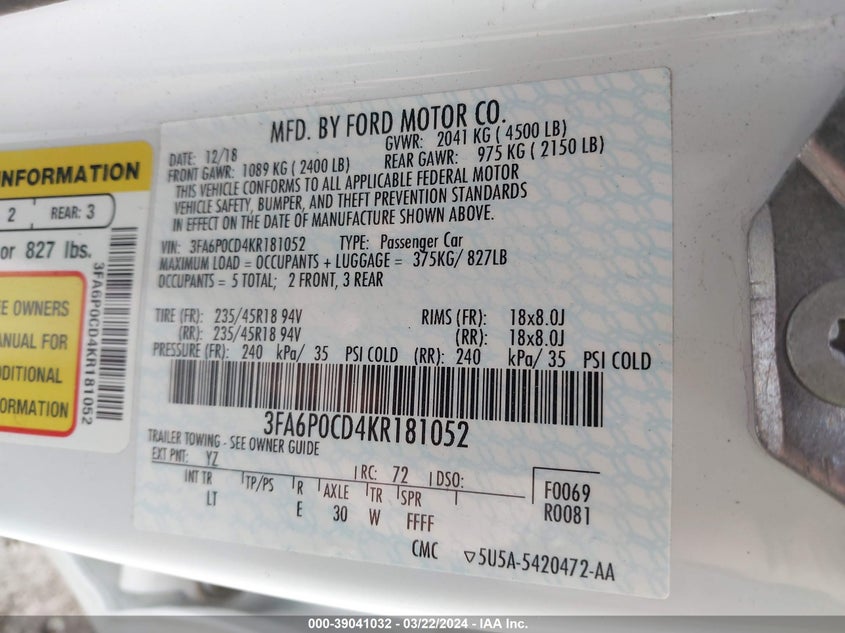 INFORMATION
2 REAR: 3
or 827 lbs.
EE OWNERS
MANUAL FOR
ADDITIONAL
FORMATION
3FA6P0CD4KR181052
MFD. BY FORD MOTOR CO.
DATE: 12/18 GVWR: 2041 KG ( 4500 LB)
FRONT GAWR: 1089 KG ( 2400 LB) REAR GAWR: 975 KG ( 2150 LB)
THIS VEHICLE CONFORMS TO ALL APPLICABLE FEDERAL MOTOR
VEHICLE SAFETY, BUMPER, AND THEFT PREVENTION STANDARDS
IN EFFECT ON THE DATE OF MANUFACTURE SHOWN ABOVE.
VIN: 3FA6P0CD4KR181052 TYPE: Passenger Car
MAXIMUM LOAD = OCCUPANTS + LUGGAGE = 375KG/ 827LB
OCCUPANTS = 5 TOTAL; 2 FRONT, 3 REAR
TIRE (FR): 235/45R18 94V RIMS (FR): 18x8.0J
(RR): 235/45R18 94V (RR): 18x8.0J
PRESSURE (FR): 240 kPa/ 35 PSI COLD (RR): 240 kPa/ 35 PSI COLD
3FA6P0CD4KR181052
TRAILER TOWING - SEE OWNER GUIDE
EXT PNT: YZ RC: 72 DSO:
INT TR TP/PS R AXLE TR SPR
LT E 30 W FFFF
F0069
R0081
CMC ▽5U5A-5420472-AA
000-39041032 - 03/22/2024 - IAA Inc.